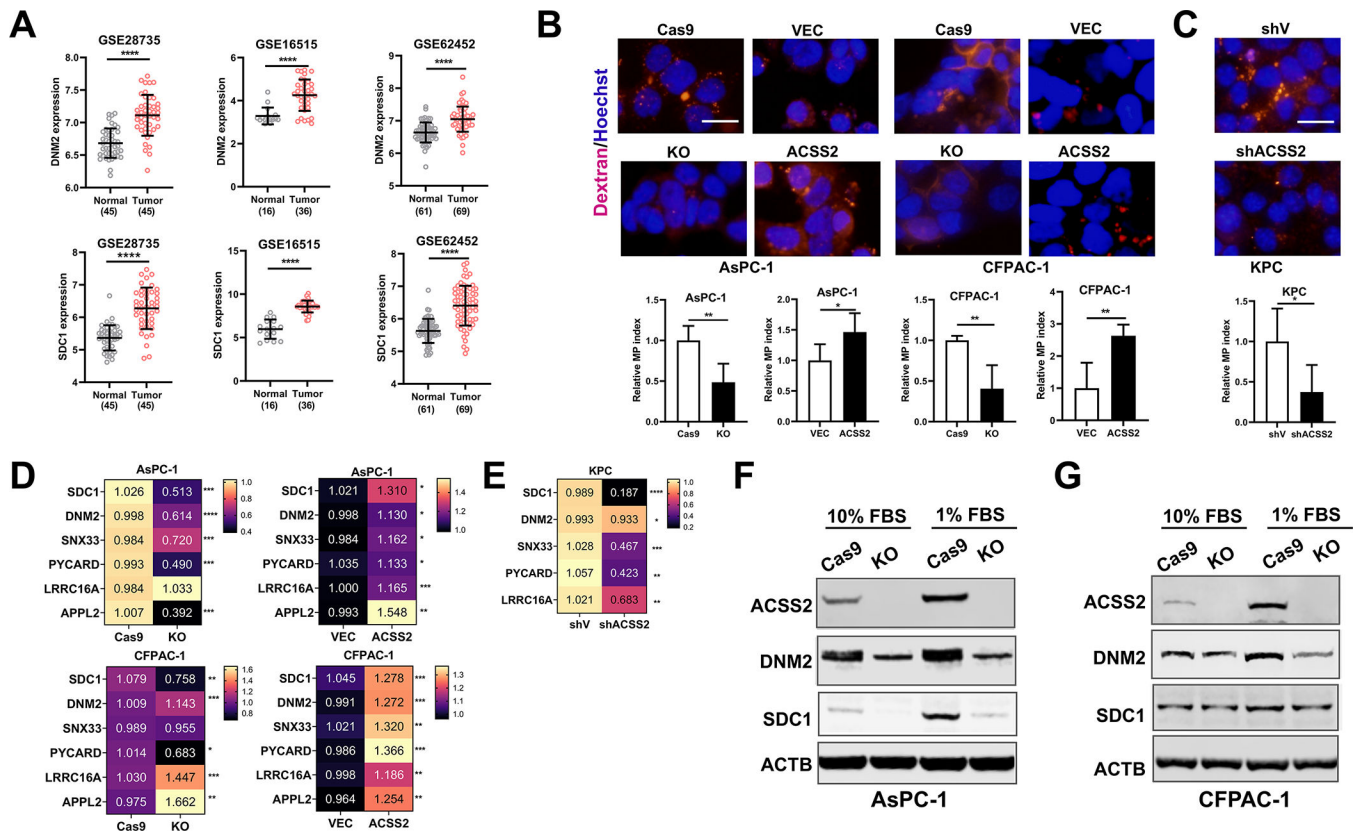 A
GSE28735
****
DNM2 expression
8.0
7.5
7.0
6.5
6.0
Normal
(45)
Tumor
(45)
GSE16515
****
DNM2 expression
6
4
2
0
Normal
(16)
Tumor
(36)
GSE62452
****
DNM2 expression
9
8
7
6
5
Normal
(61)
Tumor
(69)
GSE28735
****
SDC1 expression
8
7
6
5
4
Normal
(45)
Tumor
(45)
GSE16515
****
SDC1 expression
15
10
5
0
Normal
(16)
Tumor
(36)
GSE62452
****
SDC1 expression
8
7
6
5
4
Normal
(61)
Tumor
(69)
B
Dextran/Hoechst
Cas9
VEC
Cas9
VEC
KO
ACSS2
KO
ACSS2
AsPC-1
CFPAC-1
AsPC-1
**
Relative MP index
1.5
1.0
0.5
0.0
Cas9
KO
AsPC-1
*
Relative MP index
2.0
1.5
1.0
0.5
0.0
VEC
ACSS2
CFPAC-1
**
Relative MP index
1.5
1.0
0.5
0.0
Cas9
KO
CFPAC-1
**
Relative MP index
4
3
2
1
0
VEC
ACSS2
C
shV
shACSS2
KPC
KPC
*
Relative MP index
1.5
1.0
0.5
0.0
shV
shACSS2
D
AsPC-1
SDC1 1.026 0.513 ***
DNM2 0.998 0.614 ****
SNX33 0.984 0.720 ***
PYCARD 0.993 0.490 ***
LRRC16A 0.984 1.033
APPL2 1.007 0.392 ***
Cas9 KO
1.0
0.8
0.6
0.4
AsPC-1
SDC1 1.021 1.310 *
DNM2 0.998 1.130 *
SNX33 0.984 1.162 *
PYCARD 1.035 1.133 *
LRRC16A 1.000 1.165 ***
APPL2 0.993 1.548 **
VEC ACSS2
1.4
1.2
1.0
CFPAC-1
SDC1 1.079 0.758 **
DNM2 1.009 1.143 ***
SNX33 0.989 0.955
PYCARD 1.014 0.683 *
LRRC16A 1.030 1.447 ***
APPL2 0.975 1.662 **
Cas9 KO
1.6
1.4
1.2
1.0
0.8
CFPAC-1
SDC1 1.045 1.278 ***
DNM2 0.991 1.272 ***
SNX33 1.021 1.320 **
PYCARD 0.986 1.366 ***
LRRC16A 0.998 1.186 **
APPL2 0.964 1.254 **
VEC ACSS2
1.3
1.2
1.1
1.0
E
KPC
SDC1 0.989 0.187 ****
DNM2 0.993 0.933 *
SNX33 1.028 0.467 ***
PYCARD 1.057 0.423 **
LRRC16A 1.021 0.683 **
shV shACSS2
1.0
0.8
0.6
0.4
0.2
F
10% FBS 1% FBS
Cas9 KO Cas9 KO
ACSS2
DNM2
SDC1
ACTB
AsPC-1
G
10% FBS 1% FBS
Cas9 KO Cas9 KO
ACSS2
DNM2
SDC1
ACTB
CFPAC-1